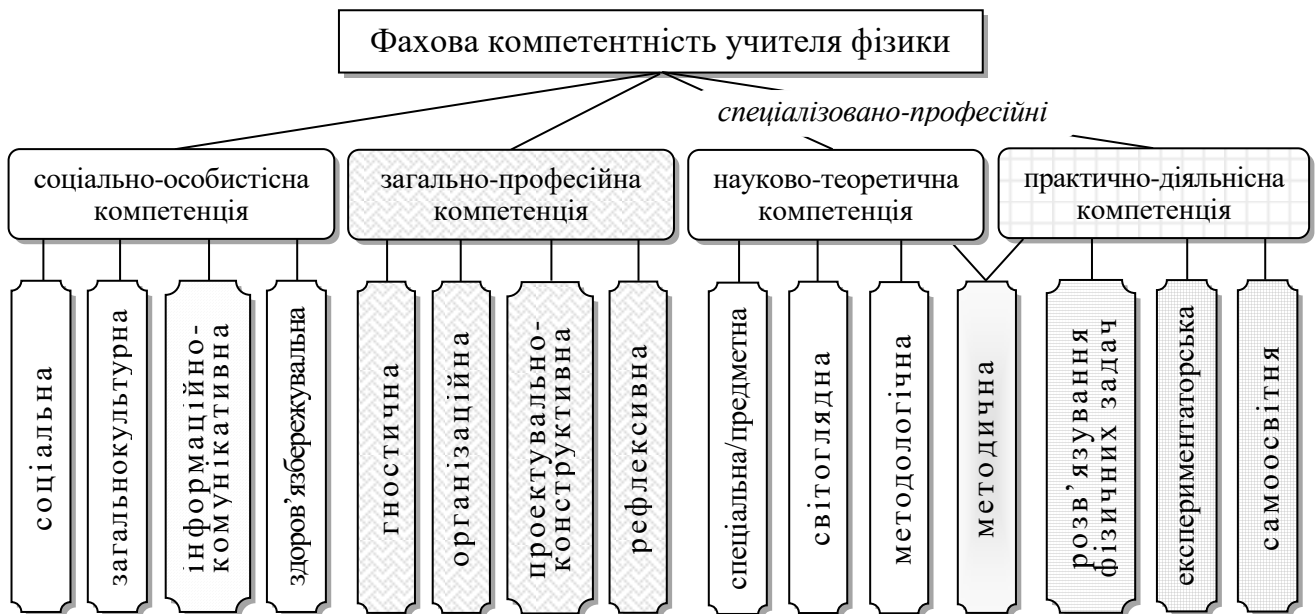 Фахова компетентність учителя фізики
спеціалізовано-професійні
соціально-особистісна
компетенція
загально-професійна
компетенція
науково-теоретична
компетенція
практично-діяльнісна
компетенція
соціальна
загальнокультурна
інформаційно-
комунікативна
здоров’язбережувальна
гностична
організаційна
проектувально-
конструктивна
рефлексивна
спеціальна/предметна
світоглядна
методологічна
методична
розв’язування
фізичних задач
експериментаторська
самоосвітня